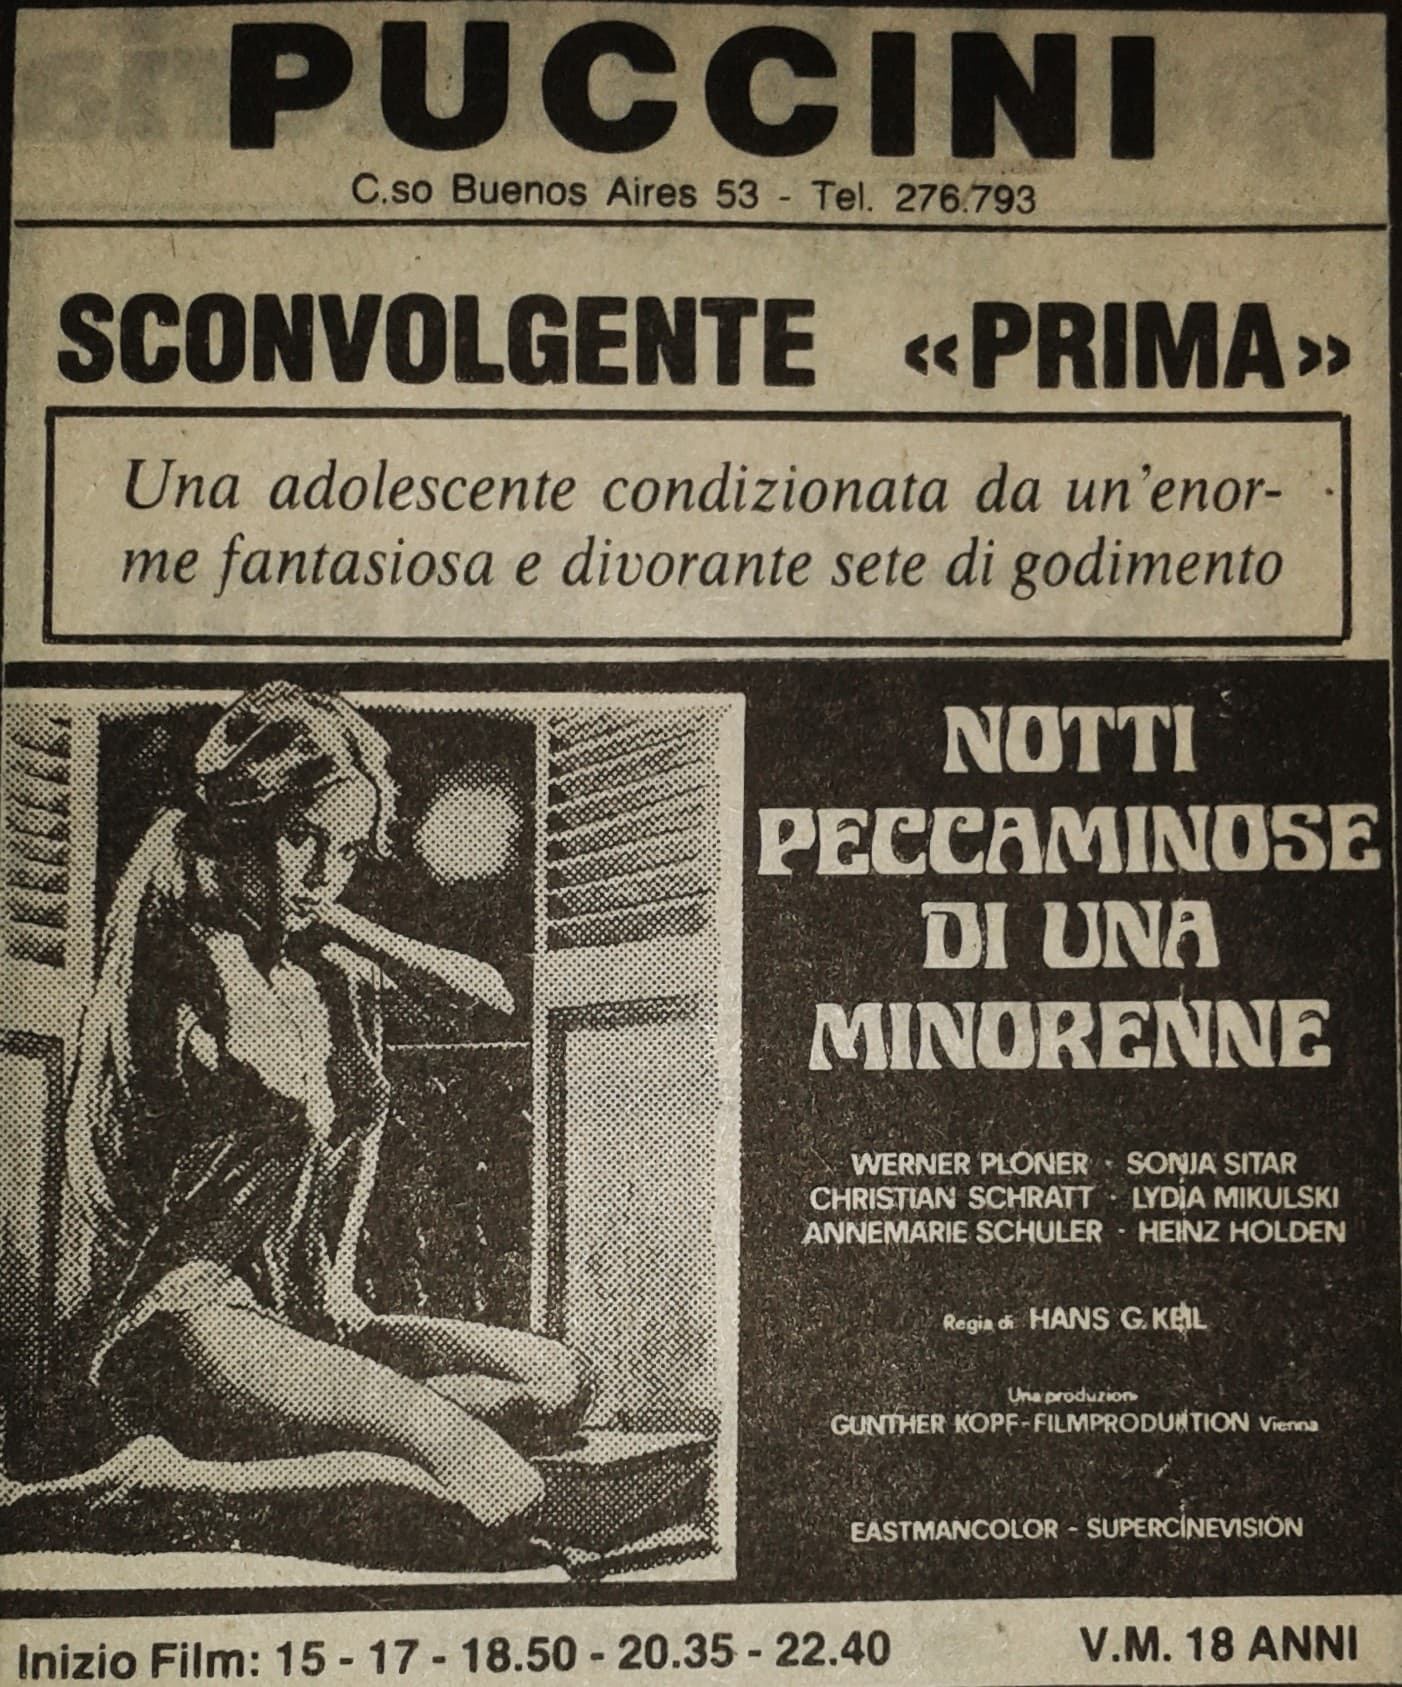 PUCCINI
C.so Buenos Aires 53 - Tel. 276.793
SCONVOLGENTE «PRIMA»
Una adolescente condizionata da un'enor-
me fantasiosa e divorante sete di godimento
NOTTI
PECCAMINOSE
DI UNA
MINORENNE
WERNER PLONER · SONJA SITAR
CHRISTIAN SCHRATT · LYDIA MIKULSKI
ANNEMARIE SCHULER · HEINZ HOLDEN
Regia di HANS G. KEIL
Una produzione
GUNTHER KOPF-FILMPRODUKTION Vienna
EASTMANCOLOR - SUPERCINEVISION
Inizio Film: 15 - 17 - 18.50 - 20.35 - 22.40 V.M. 18 ANNI